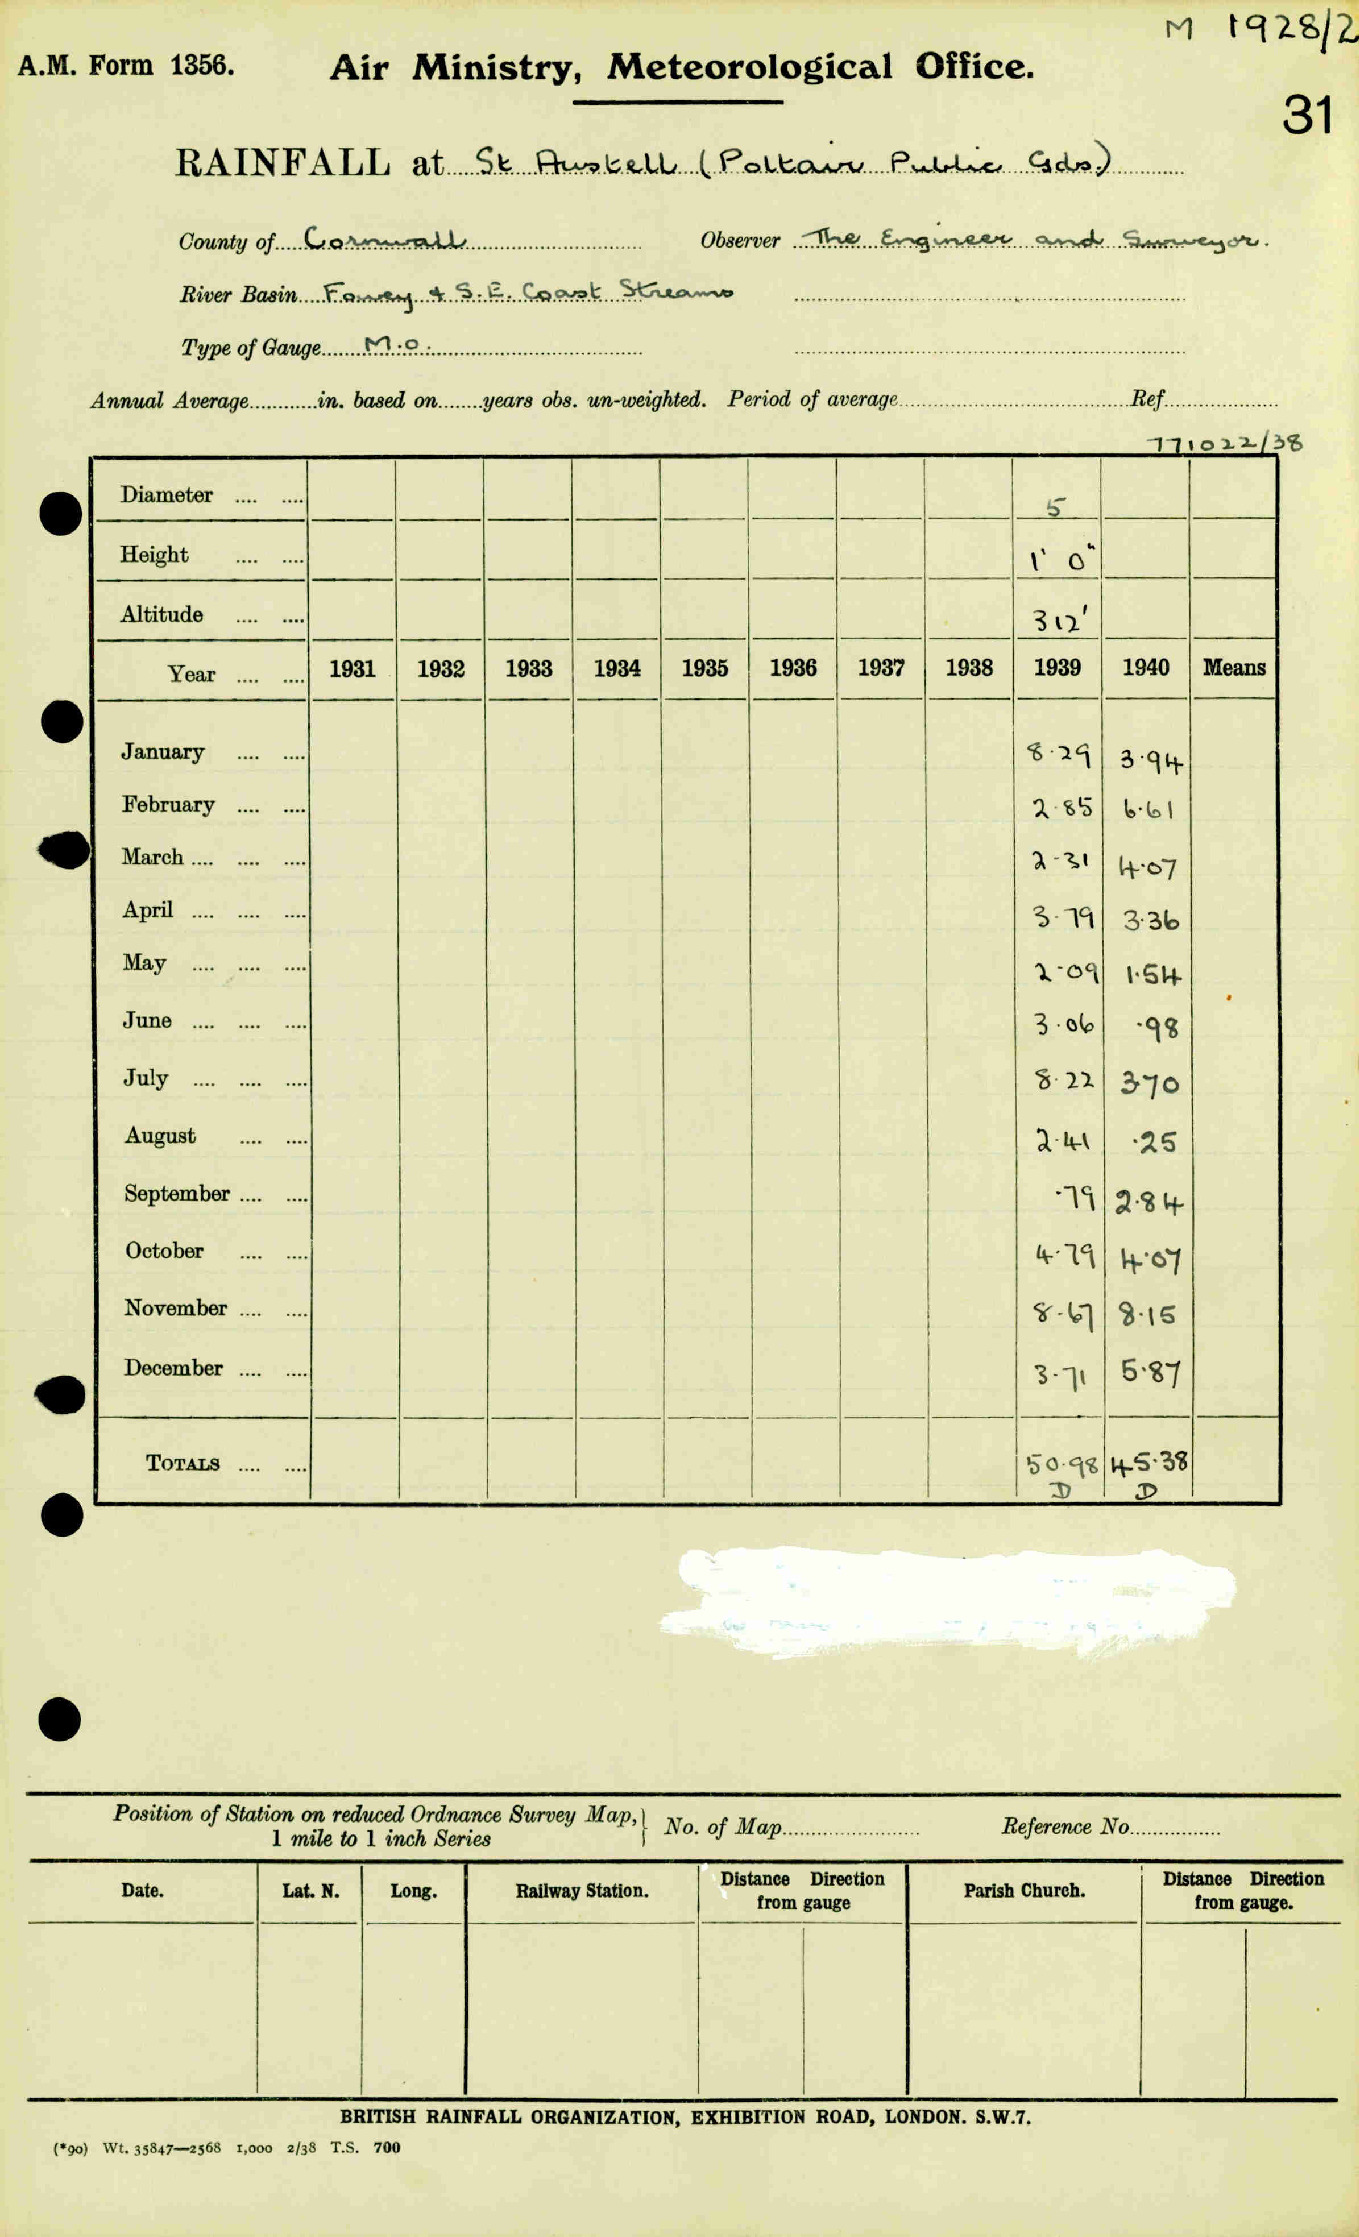 M 1928/2
A.M. Form 1356. Air Ministry, Meteorological Office.
31
RAINFALL at St Austell (Poltair Public Gds.)
County of Cornwall Observer The Engineer and Surveyor.
River Basin Fowey & S.E. Coast Streams
Type of Gauge M.O.
Annual Average............in. based on........years obs. un-weighted. Period of average........ Ref........
771022/38
Diameter .... .... 5
Height .... .... 1' 0"
Altitude .... .... 312'
Year .... .... 1931 1932 1933 1934 1935 1936 1937 1938 1939 1940 Means
January .... .... 8.29 3.94
February .... .... 2.85 6.61
March .... .... .... 2.31 4.07
April .... .... .... 3.79 3.36
May .... .... .... 2.09 1.54
June .... .... .... 3.06 .98
July .... .... .... 8.22 3.70
August .... .... 2.41 .25
September .... .... .79 2.84
October .... .... 4.79 4.07
November .... .... 8.67 8.15
December .... .... 3.71 5.87
TOTALS .... .... 50.98 45.38
D D
Position of Station on reduced Ordnance Survey Map,} No. of Map........ Reference No........
1 mile to 1 inch Series
Date. Lat. N. Long. Railway Station. Distance Direction from gauge Parish Church. Distance Direction from gauge.
BRITISH RAINFALL ORGANIZATION, EXHIBITION ROAD, LONDON. S.W.7.
(*90) Wt. 35847—2568 1,000 2/38 T.S. 700